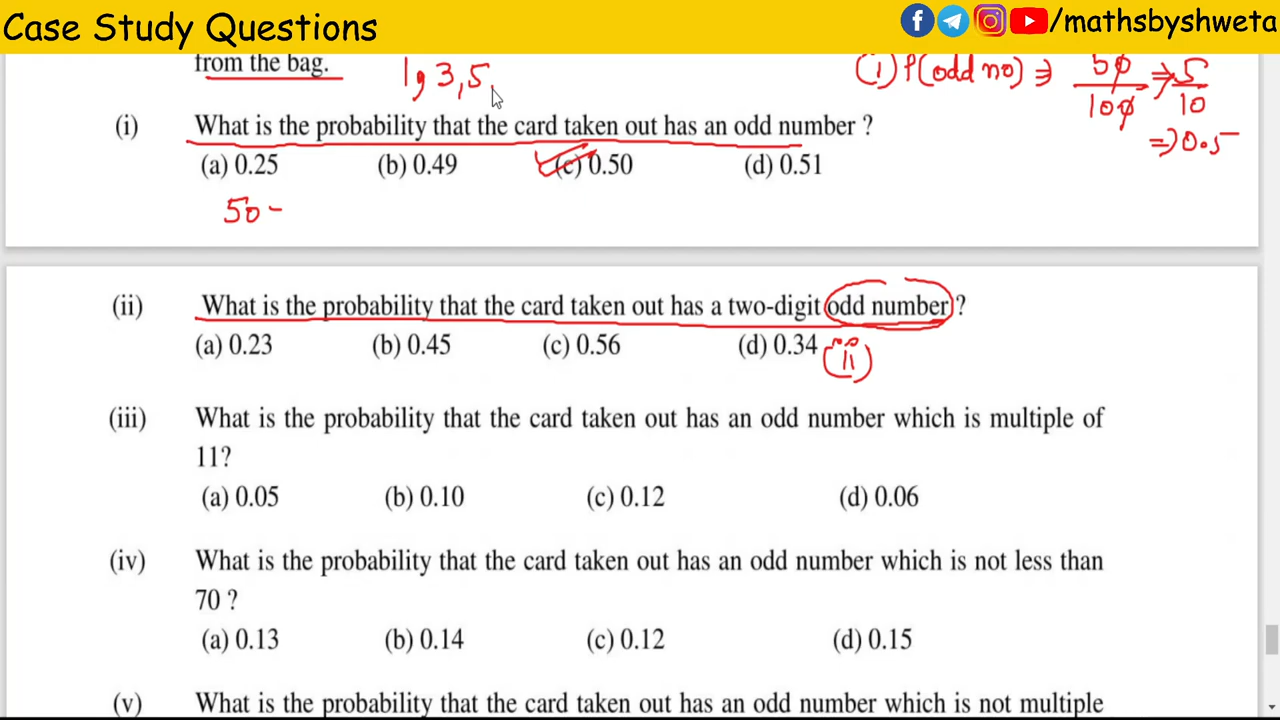 Case Study Questions
/mathsbyshweta
from the bag.
1, 3, 5,
(i) P(odd no) ⇒ 50/100 ⇒ 5/10
⇒ 0.5
(i) What is the probability that the card taken out has an odd number ?
(a) 0.25 (b) 0.49 (c) 0.50 (d) 0.51
50 -
(ii) What is the probability that the card taken out has a two-digit odd number ?
(a) 0.23 (b) 0.45 (c) 0.56 (d) 0.34
(ii)
(iii) What is the probability that the card taken out has an odd number which is multiple of
11?
(a) 0.05 (b) 0.10 (c) 0.12 (d) 0.06
(iv) What is the probability that the card taken out has an odd number which is not less than
70 ?
(a) 0.13 (b) 0.14 (c) 0.12 (d) 0.15
(v) What is the probability that the card taken out has an odd number which is not multiple